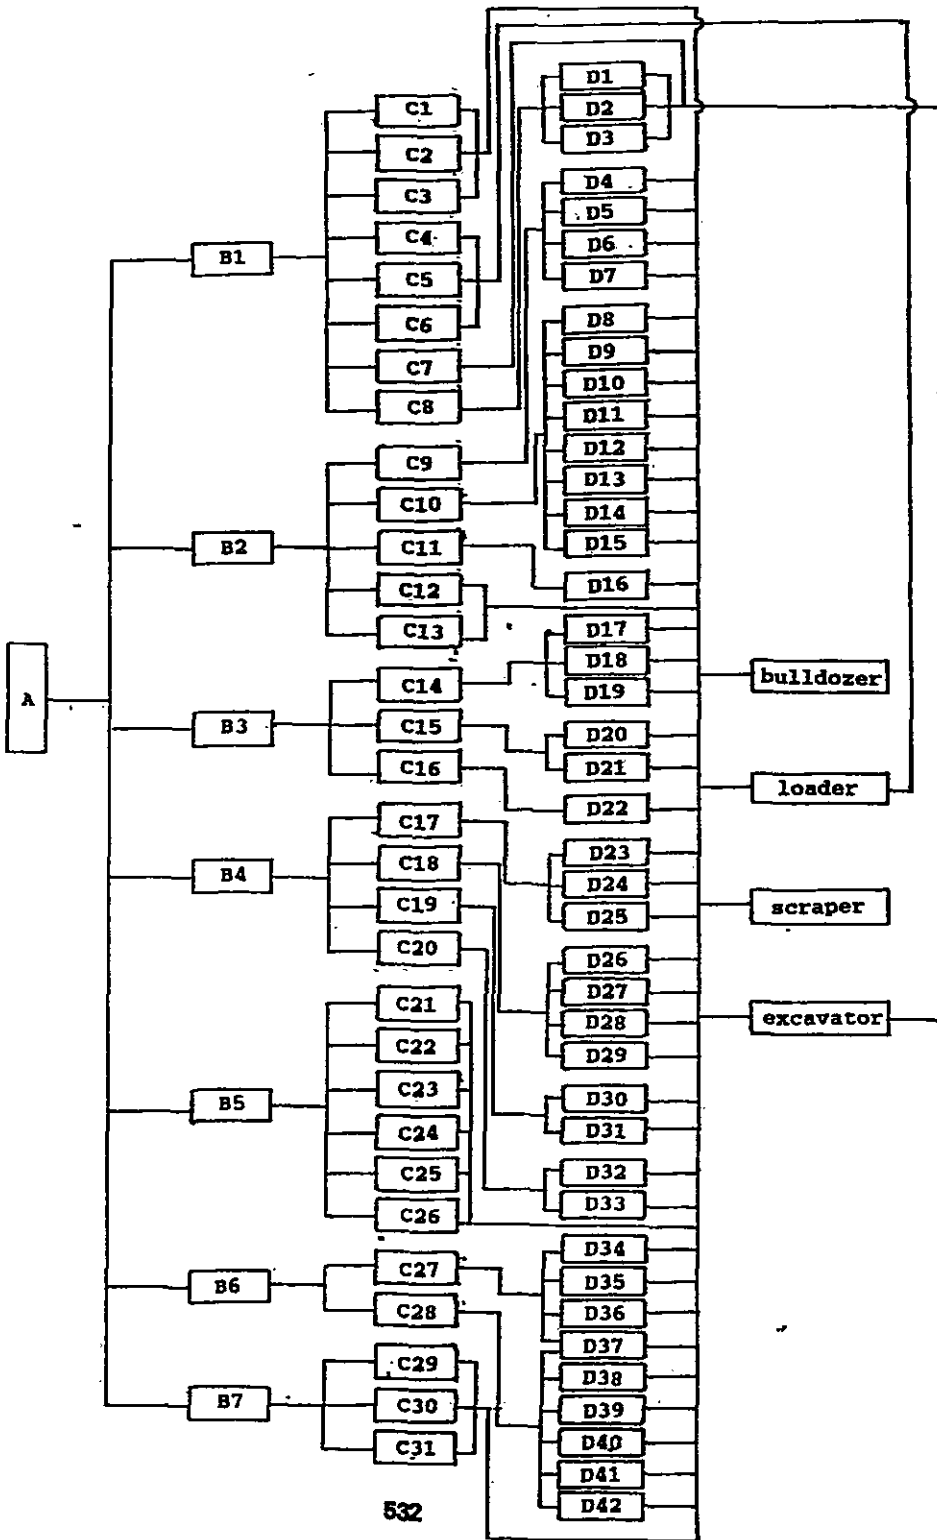 D1
C1
D2
D3
C2
D4
C3
D5
C4
D6
B1
D7
C5
C6
D8
D9
C7
D10
C8
D11
D12
C9
D13
C10
D14
B2
C11
D15
C12
D16
C13
D17
D18
bulldozer
C14
D19
A
B3
C15
D20
C16
D21
loader
D22
C17
D23
C18
B4
D24
scraper
C19
D25
C20
D26
D27
C21
excavator
D28
C22
D29
C23
B5
D30
C24
D31
C25
D32
C26
D33
D34
C27
B6
D35
C28
D36
D37
C29
D38
B7
C30
D39
D40
C31
D41
D42
532